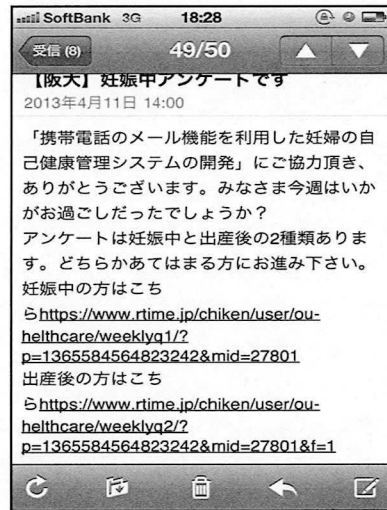 SoftBank 3G 18:28
受信 (8) 49/50
【阪大】妊娠中アンケートです
2013年4月11日 14:00
「携帯電話のメール機能を利用した妊婦の自
己健康管理システムの開発」にご協力頂き、
ありがとうございます。みなさま今週はいか
がお過ごしだったでしょうか？
アンケートは妊娠中と出産後の2種類ありま
す。どちらかあてはまる方にお進み下さい。
妊娠中の方はこち
らhttps://www.rtime.jp/chiken/user/ou-
helthcare/weeklyq1/?
p=1365584564823242&mid=27801
出産後の方はこち
らhttps://www.rtime.jp/chiken/user/ou-
helthcare/weeklyq2/?
p=1365584564823242&mid=27801&f=1